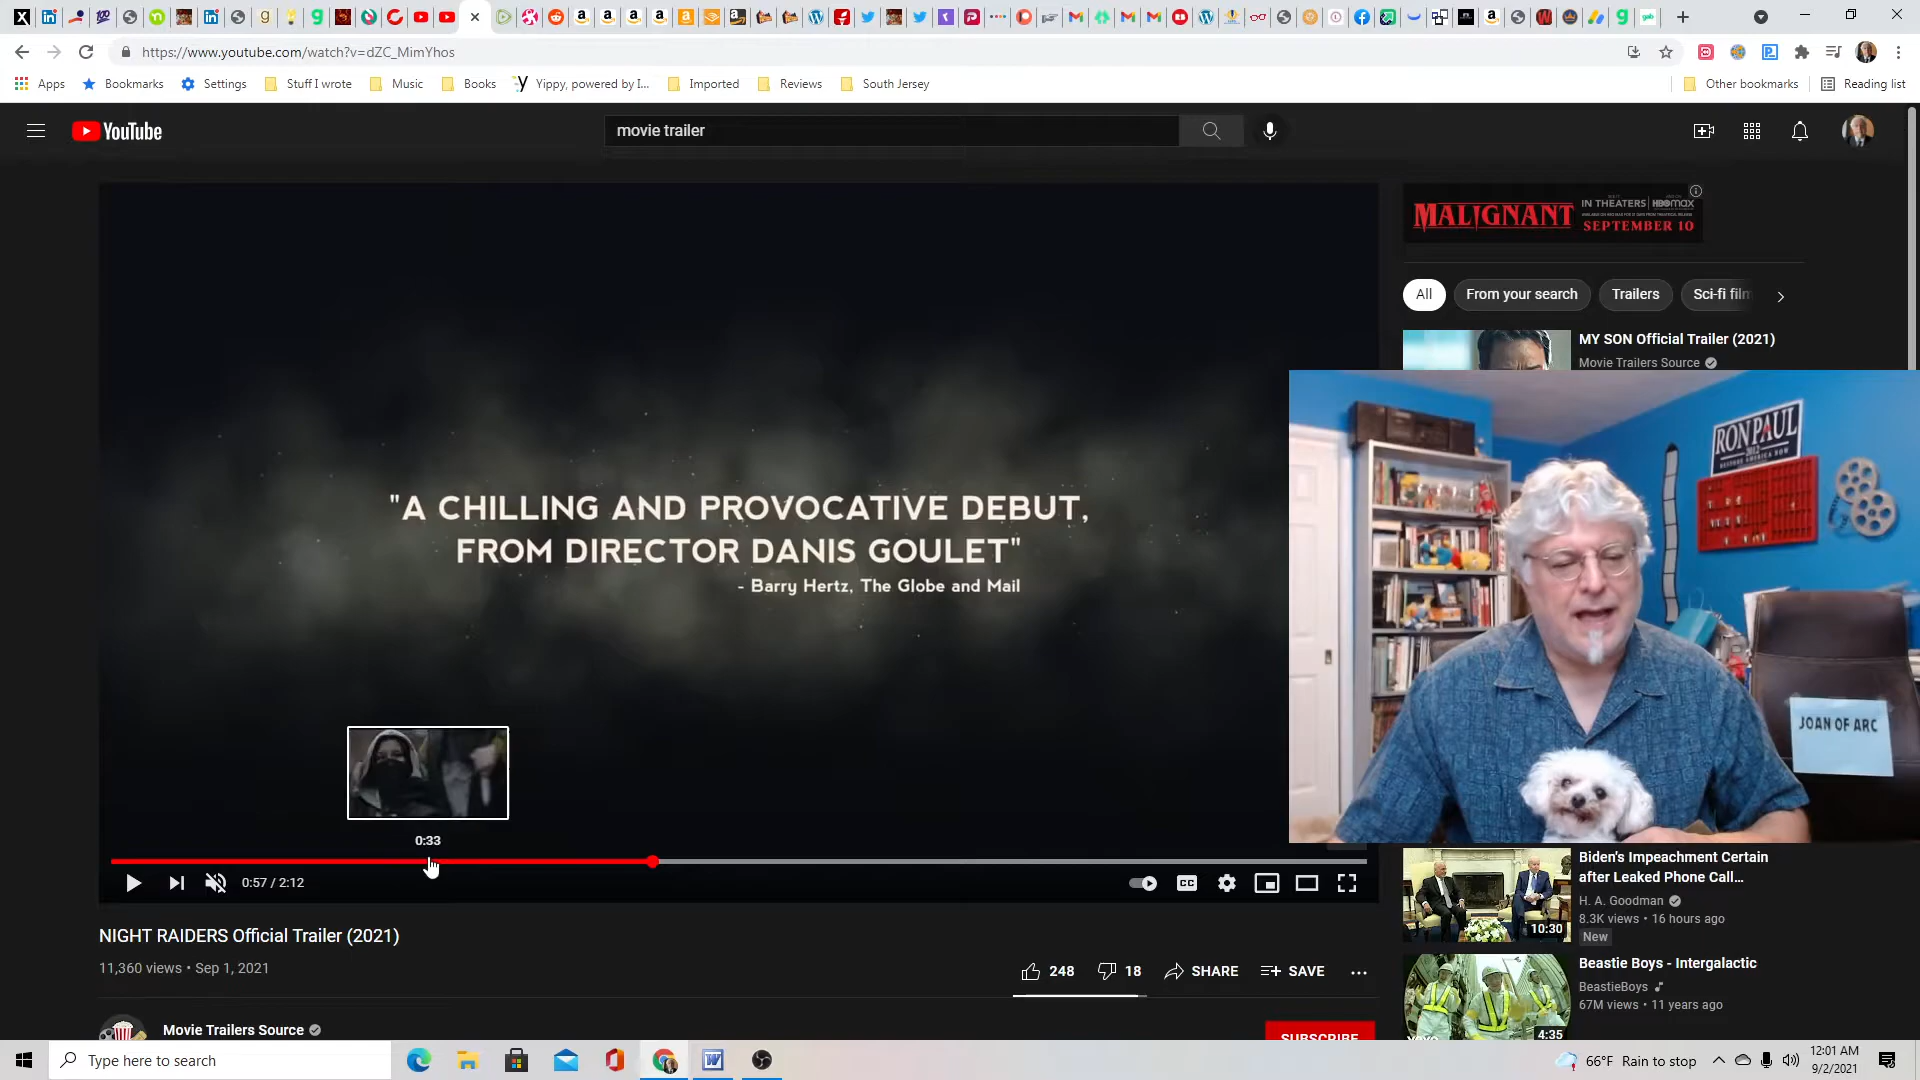 https://www.youtube.com/watch?v=dZC_MimYhos
Apps
Bookmarks
Settings
Stuff I wrote
Music
Books
Yippy, powered by I...
Imported
Reviews
South Jersey
Other bookmarks
Reading list
YouTube
movie trailer
"A CHILLING AND PROVOCATIVE DEBUT,
FROM DIRECTOR DANIS GOULET"
- Barry Hertz, The Globe and Mail
0:33
0:57 / 2:12
CC
NIGHT RAIDERS Official Trailer (2021)
11,360 views • Sep 1, 2021
248
18
SHARE
SAVE
Movie Trailers Source
SUBSCRIBE
MALIGNANT
IN THEATERS | HBOmax
SEPTEMBER 10
All
From your search
Trailers
Sci-fi film
MY SON Official Trailer (2021)
Movie Trailers Source
RON PAUL
2012
RESTORE AMERICA NOW
JOAN OF ARC
Biden's Impeachment Certain
after Leaked Phone Call...
H. A. Goodman
8.3K views • 16 hours ago
New
10:30
Beastie Boys - Intergalactic
BeastieBoys
67M views • 11 years ago
4:35
Type here to search
66°F Rain to stop
12:01 AM
9/2/2021